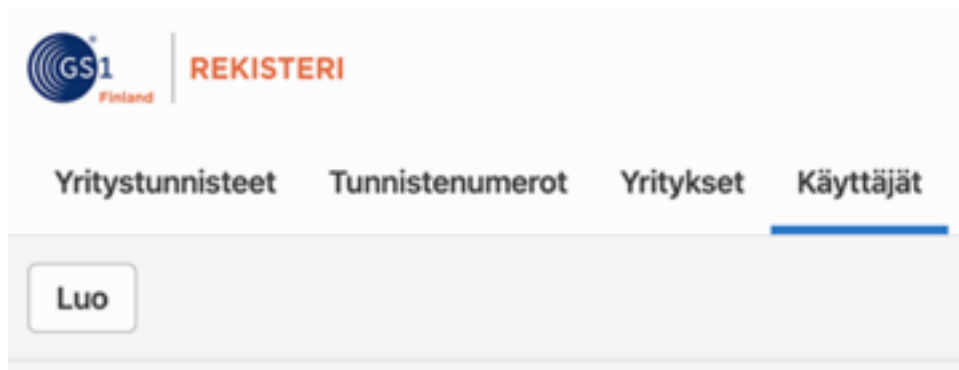 GS1 REKISTERI
Finland
Yritystunnisteet Tunnistenumerot Yritykset Käyttäjät
Luo